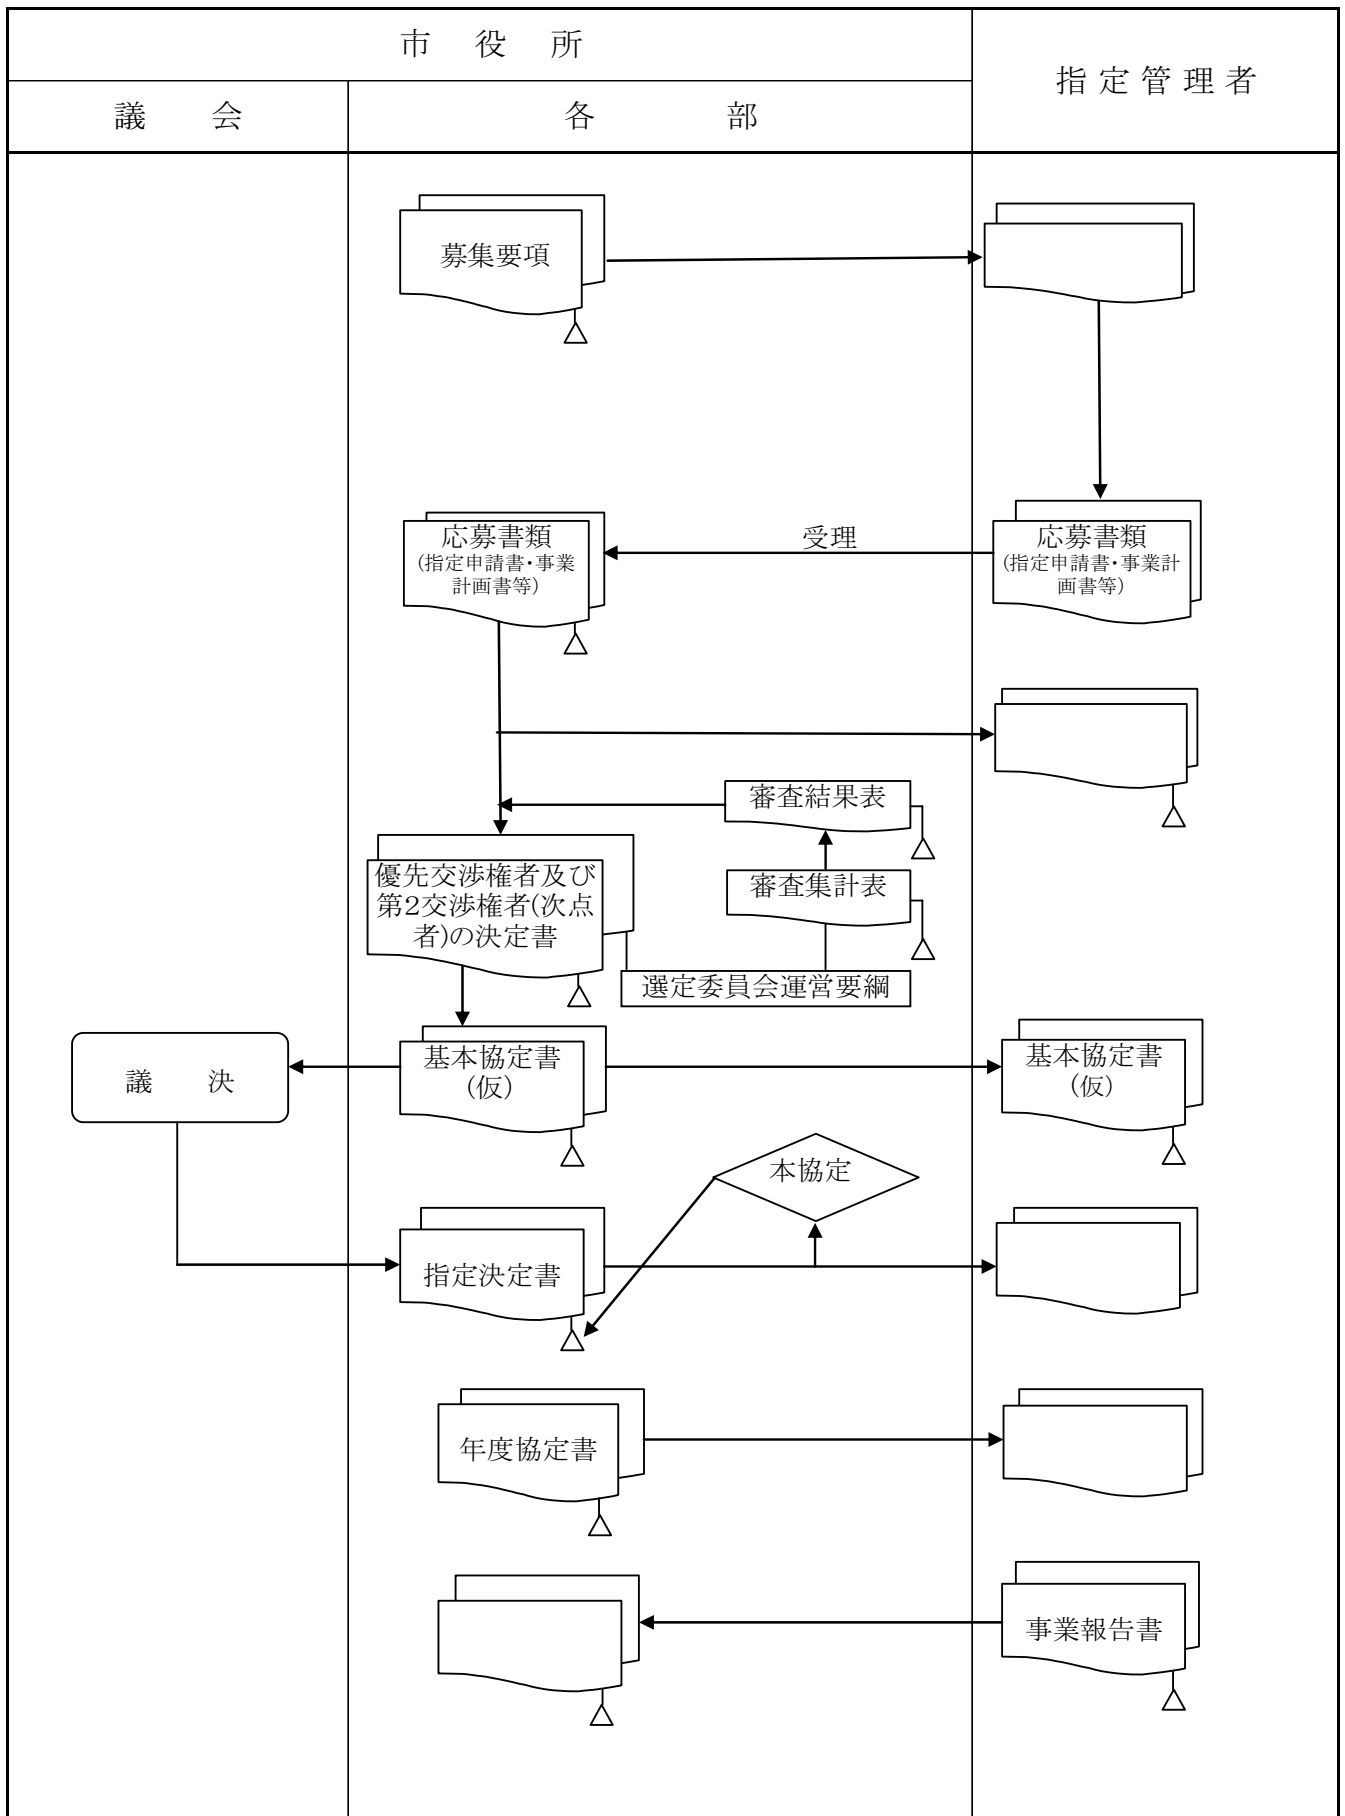 市役所
指定管理者
議会
各部
募集要項
応募書類
(指定申請書・事業
計画書等)
受理
応募書類
(指定申請書・事業計
画書等)
審査結果表
優先交渉権者及び
第2交渉権者(次点
者)の決定書
審査集計表
選定委員会運営要綱
議決
基本協定書
(仮)
基本協定書
(仮)
本協定
指定決定書
年度協定書
事業報告書